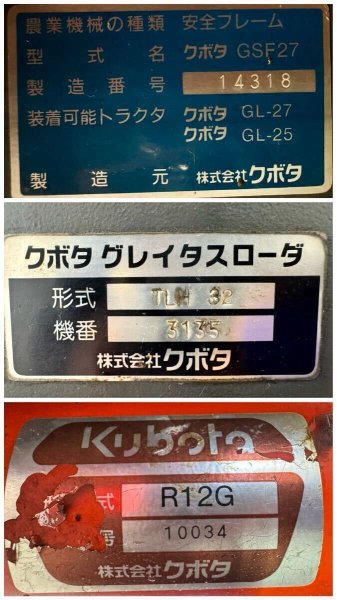 農業機械の種類 安全フレーム
型式名 クボタ GSF27
製造番号 14318
装着可能トラクタ クボタ GL-27
クボタ GL-25
製造元 株式会社クボタ
クボタ グレイタスローダ
形式 TLH 32
機番 3135
株式会社クボタ
Kubota
式 R12G
10034
株式会社クボタ